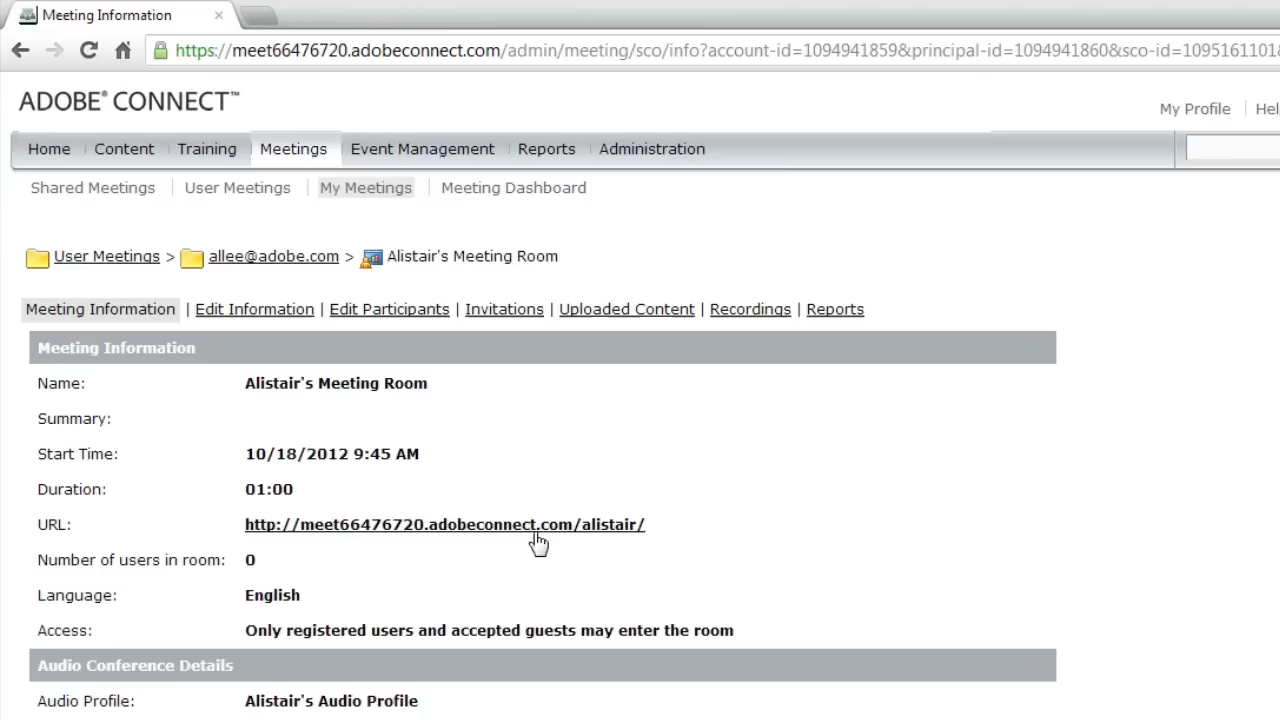 Meeting Information ×
https://meet66476720.adobeconnect.com/admin/meeting/sco/info?account-id=1094941859&principal-id=1094941860&sco-id=1095161101&
ADOBE® CONNECT™
My Profile
Hel
Home Content Training Meetings Event Management Reports Administration
Shared Meetings | User Meetings | My Meetings | Meeting Dashboard
User Meetings > allee@adobe.com > Alistair's Meeting Room
Meeting Information | Edit Information | Edit Participants | Invitations | Uploaded Content | Recordings | Reports
Meeting Information
Name: Alistair's Meeting Room
Summary:
Start Time: 10/18/2012 9:45 AM
Duration: 01:00
URL: http://meet66476720.adobeconnect.com/alistair/
Number of users in room: 0
Language: English
Access: Only registered users and accepted guests may enter the room
Audio Conference Details
Audio Profile: Alistair's Audio Profile